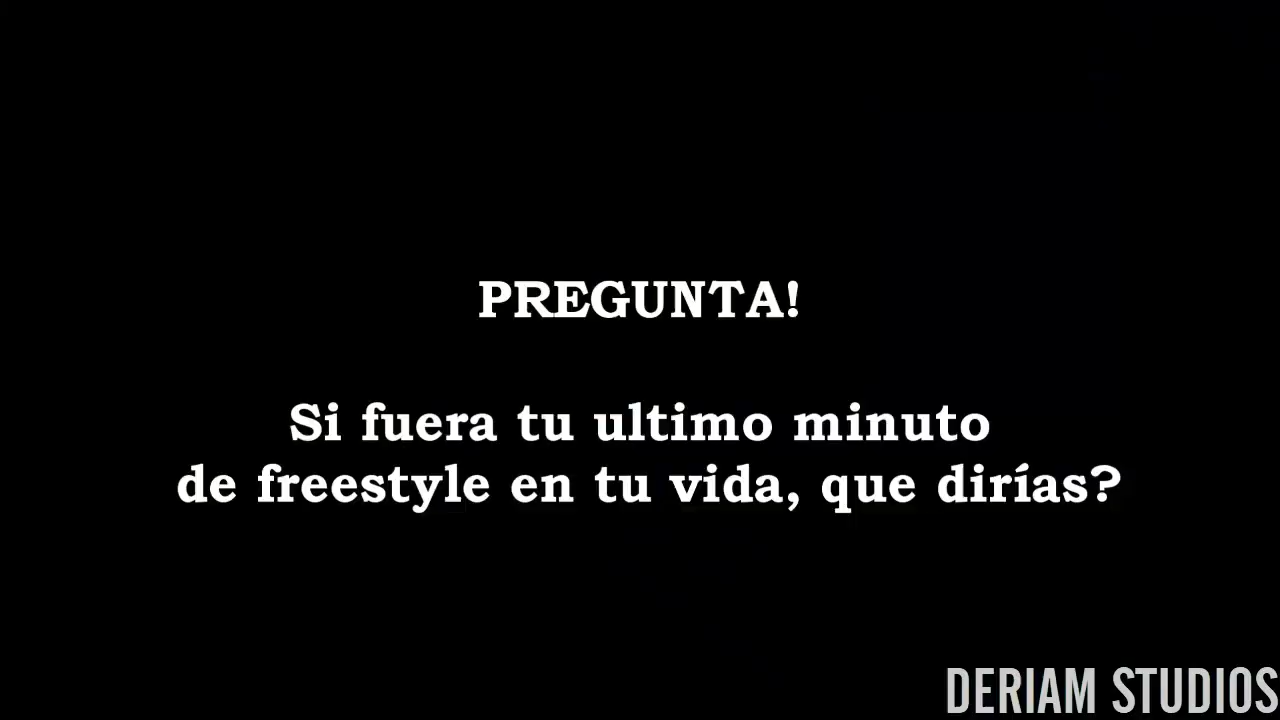 PREGUNTA!
Si fuera tu ultimo minuto
de freestyle en tu vida, que dirías?
DERIAM STUDIOS